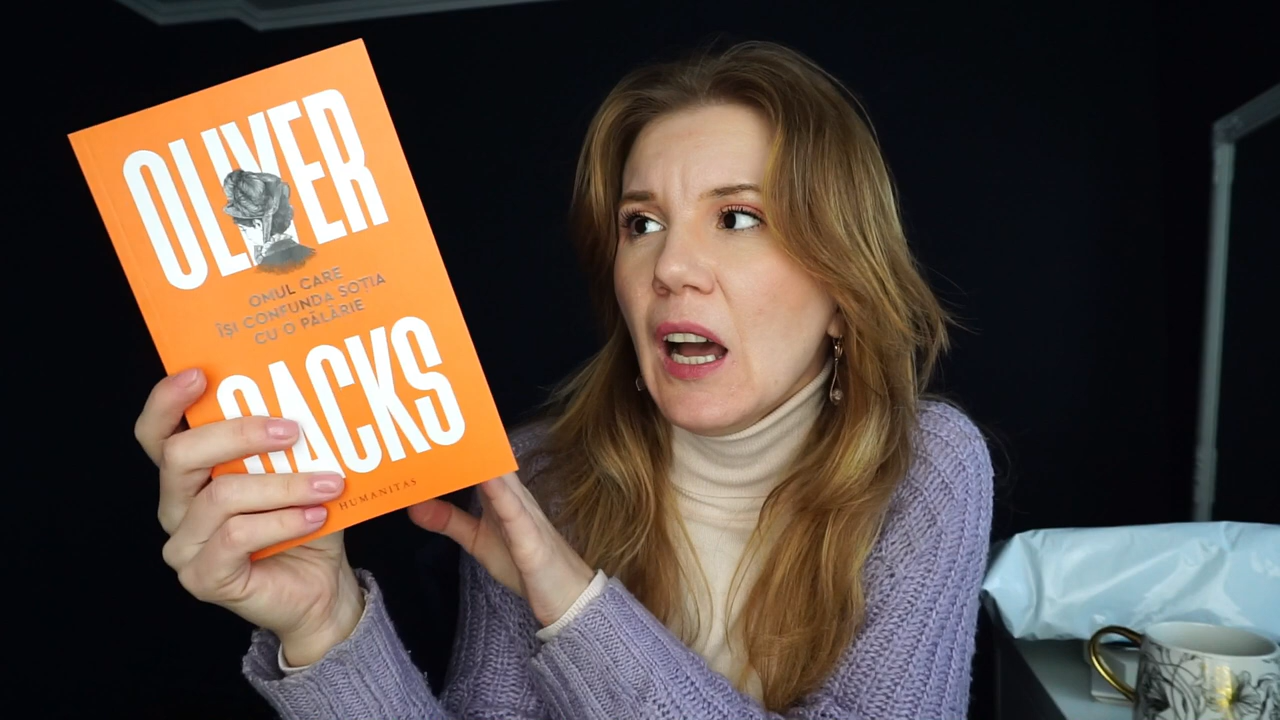 OLIVER
OMUL CARE
ÎȘI CONFUNDA SOȚIA
CU O PĂLĂRIE
SACKS
HUMANITAS